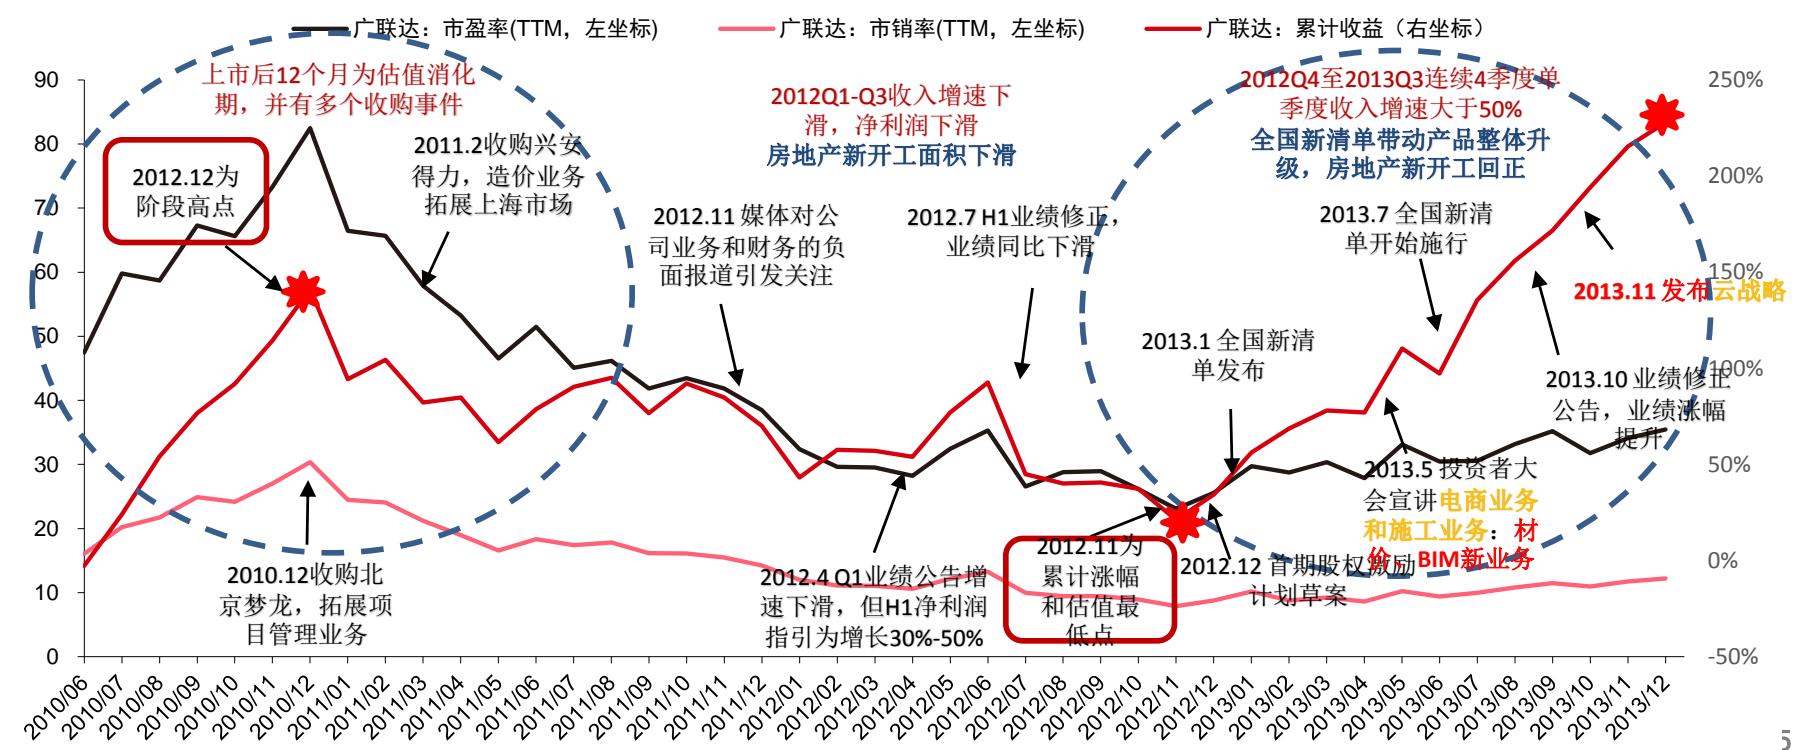 广联达：市盈率(TTM，左坐标)
广联达：市销率(TTM，左坐标)
广联达：累计收益（右坐标）
上市后12个月为估值消化
期，并有多个收购事件
2012Q1-Q3收入增速下
滑，净利润下滑
房地产新开工面积下滑
2012Q4至2013Q3连续4季度单
季度收入增速大于50%
全国新清单带动产品整体升
级，房地产新开工回正
2012.12为
阶段高点
2011.2收购兴安
得力，造价业务
拓展上海市场
2012.11 媒体对公
司业务和财务的负
面报道引发关注
2012.7 H1业绩修正，
业绩同比下滑
2013.7 全国新清
单开始施行
2013.11 发布云战略
2013.1 全国新清
单发布
2013.10 业绩修正
公告，业绩涨幅
提升
2013.5 投资者大
会宣讲电商业务
和施工业务：材
价、BIM新业务
2010.12收购北
京梦龙，拓展项
目管理业务
2012.4 Q1业绩公告增
速下滑，但H1净利润
指引为增长30%-50%
2012.11为
累计涨幅
和估值最
低点
2012.12 首期股权激励
计划草案
90
80
70
60
50
40
30
20
10
0
250%
200%
150%
100%
50%
0%
-50%
2010/06
2010/07
2010/08
2010/09
2010/10
2010/11
2010/12
2011/01
2011/02
2011/03
2011/04
2011/05
2011/06
2011/07
2011/08
2011/09
2011/10
2011/11
2011/12
2012/01
2012/02
2012/03
2012/04
2012/05
2012/06
2012/07
2012/08
2012/09
2012/10
2012/11
2012/12
2013/01
2013/02
2013/03
2013/04
2013/05
2013/06
2013/07
2013/08
2013/09
2013/10
2013/11
2013/12
5